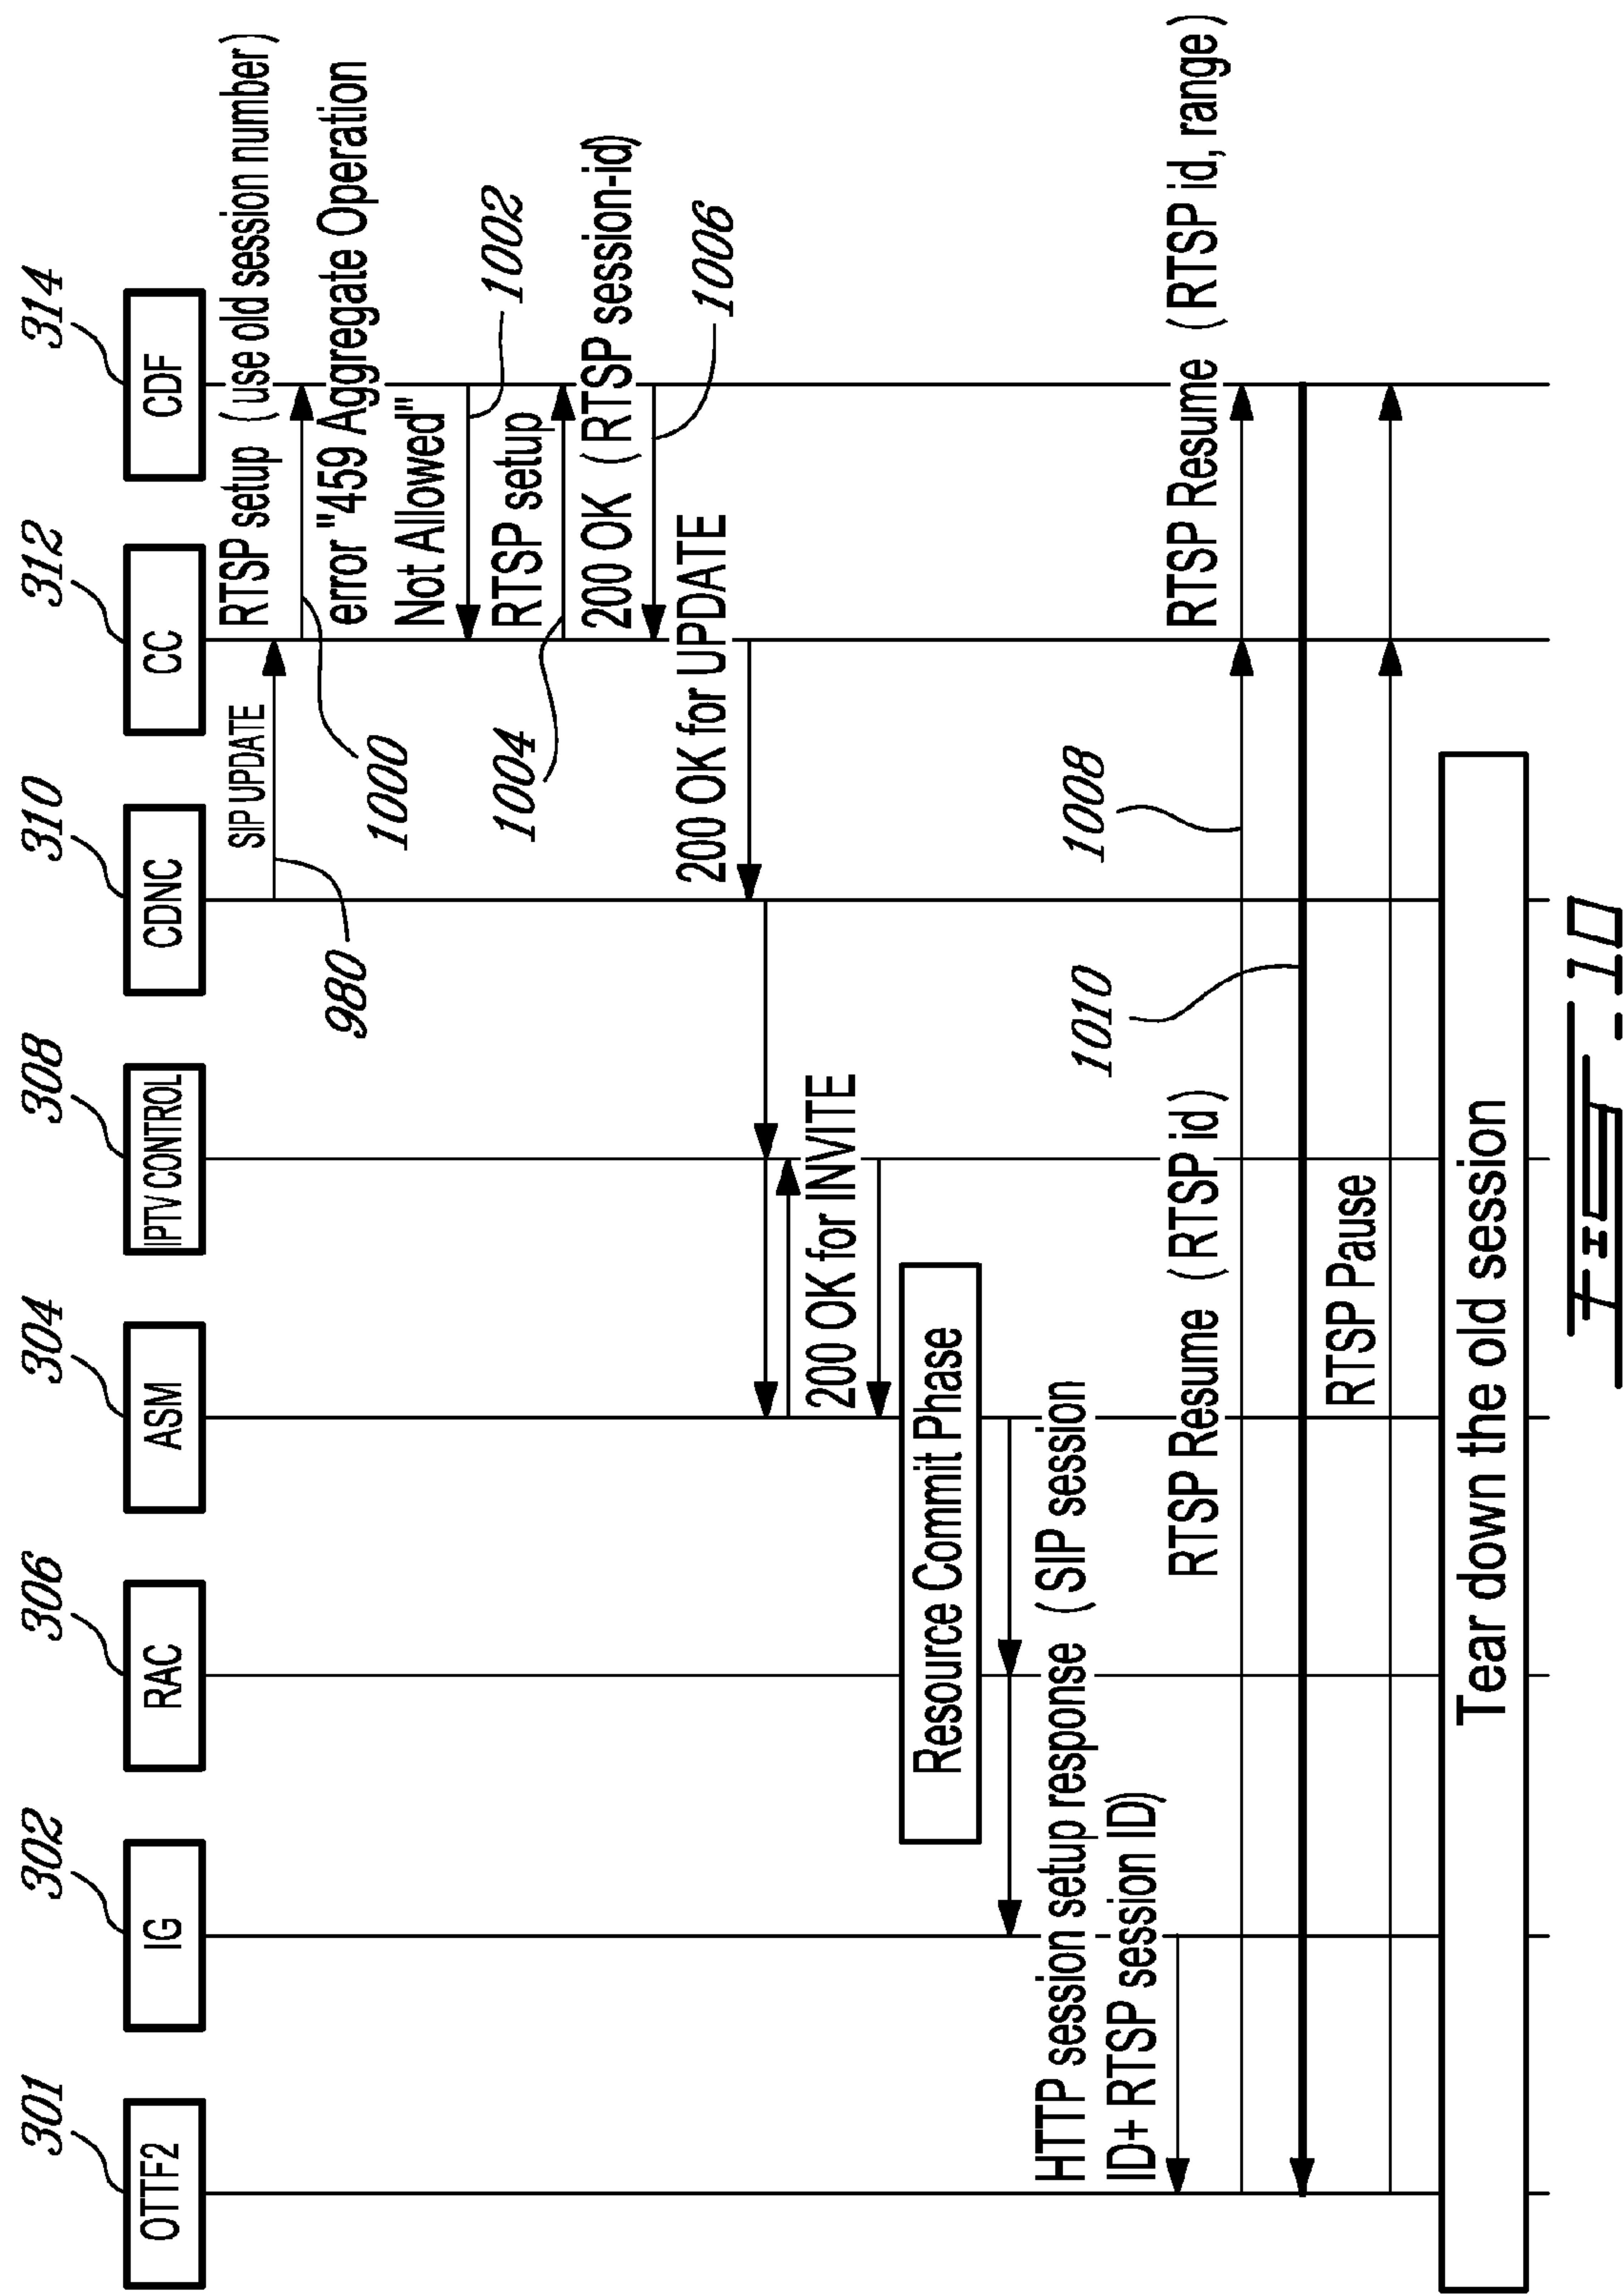 301
302
306
304
308
310
312
314
OTTF2
IG
RAC
ASM
IPTV CONTROL
CDNC
CC
CDF
SIP UPDATE
980
RTSP setup (use old session number)
1000
error "459 Aggregate Operation
Not Allowed"
1002
RTSP setup
1004
200 OK (RTSP session-id)
1006
200 OK for UPDATE
200 OK for INVITE
Resource Commit Phase
HTTP session setup response (SIP session
ID+ RTSP session ID)
RTSP Resume (RTSP id)
RTSP Resume (RTSP id, range)
1008
1010
RTSP Pause
Tear down the old session
FIG. 10